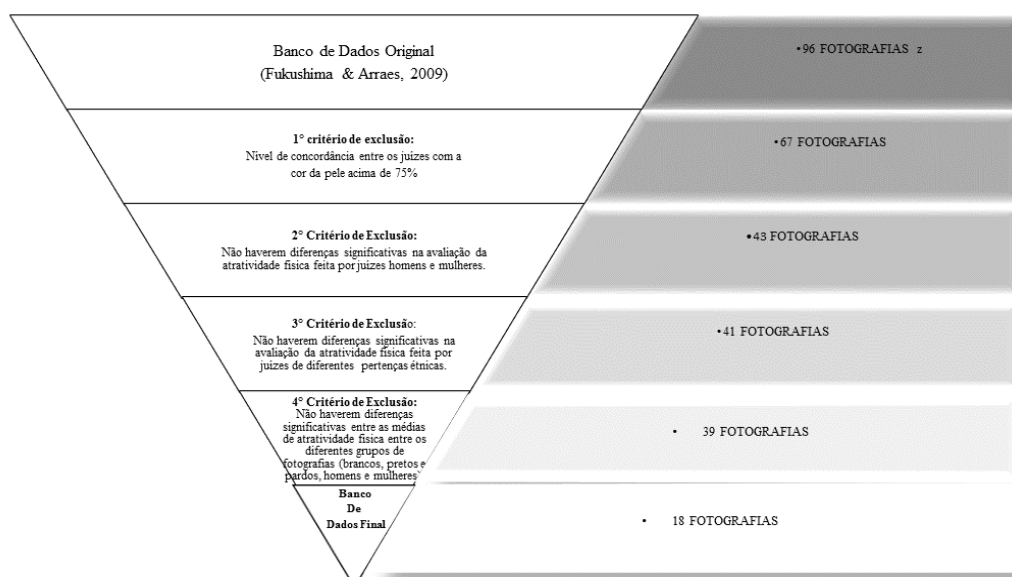 Banco de Dados Original
(Fukushima & Arraes, 2009)
•96 FOTOGRAFIAS z
1° critério de exclusão:
Nível de concordância entre os juizes com a
cor da pele acima de 75%
•67 FOTOGRAFIAS
2° Critério de Exclusão:
Não haverem diferenças significativas na avaliação da
atratividade física feita por juizes homens e mulheres.
•43 FOTOGRAFIAS
3° Critério de Exclusão:
Não haverem diferenças significativas na
avaliação da atratividade física feita por
juizes de diferentes pertenças étnicas.
•41 FOTOGRAFIAS
4° Critério de Exclusão:
Não haverem diferenças
significativas entre as médias
de atratividade física entre os
diferentes grupos de
fotografias (brancos, pretos e
pardos, homens e mulheres)
• 39 FOTOGRAFIAS
Banco
De
Dados Final
• 18 FOTOGRAFIAS